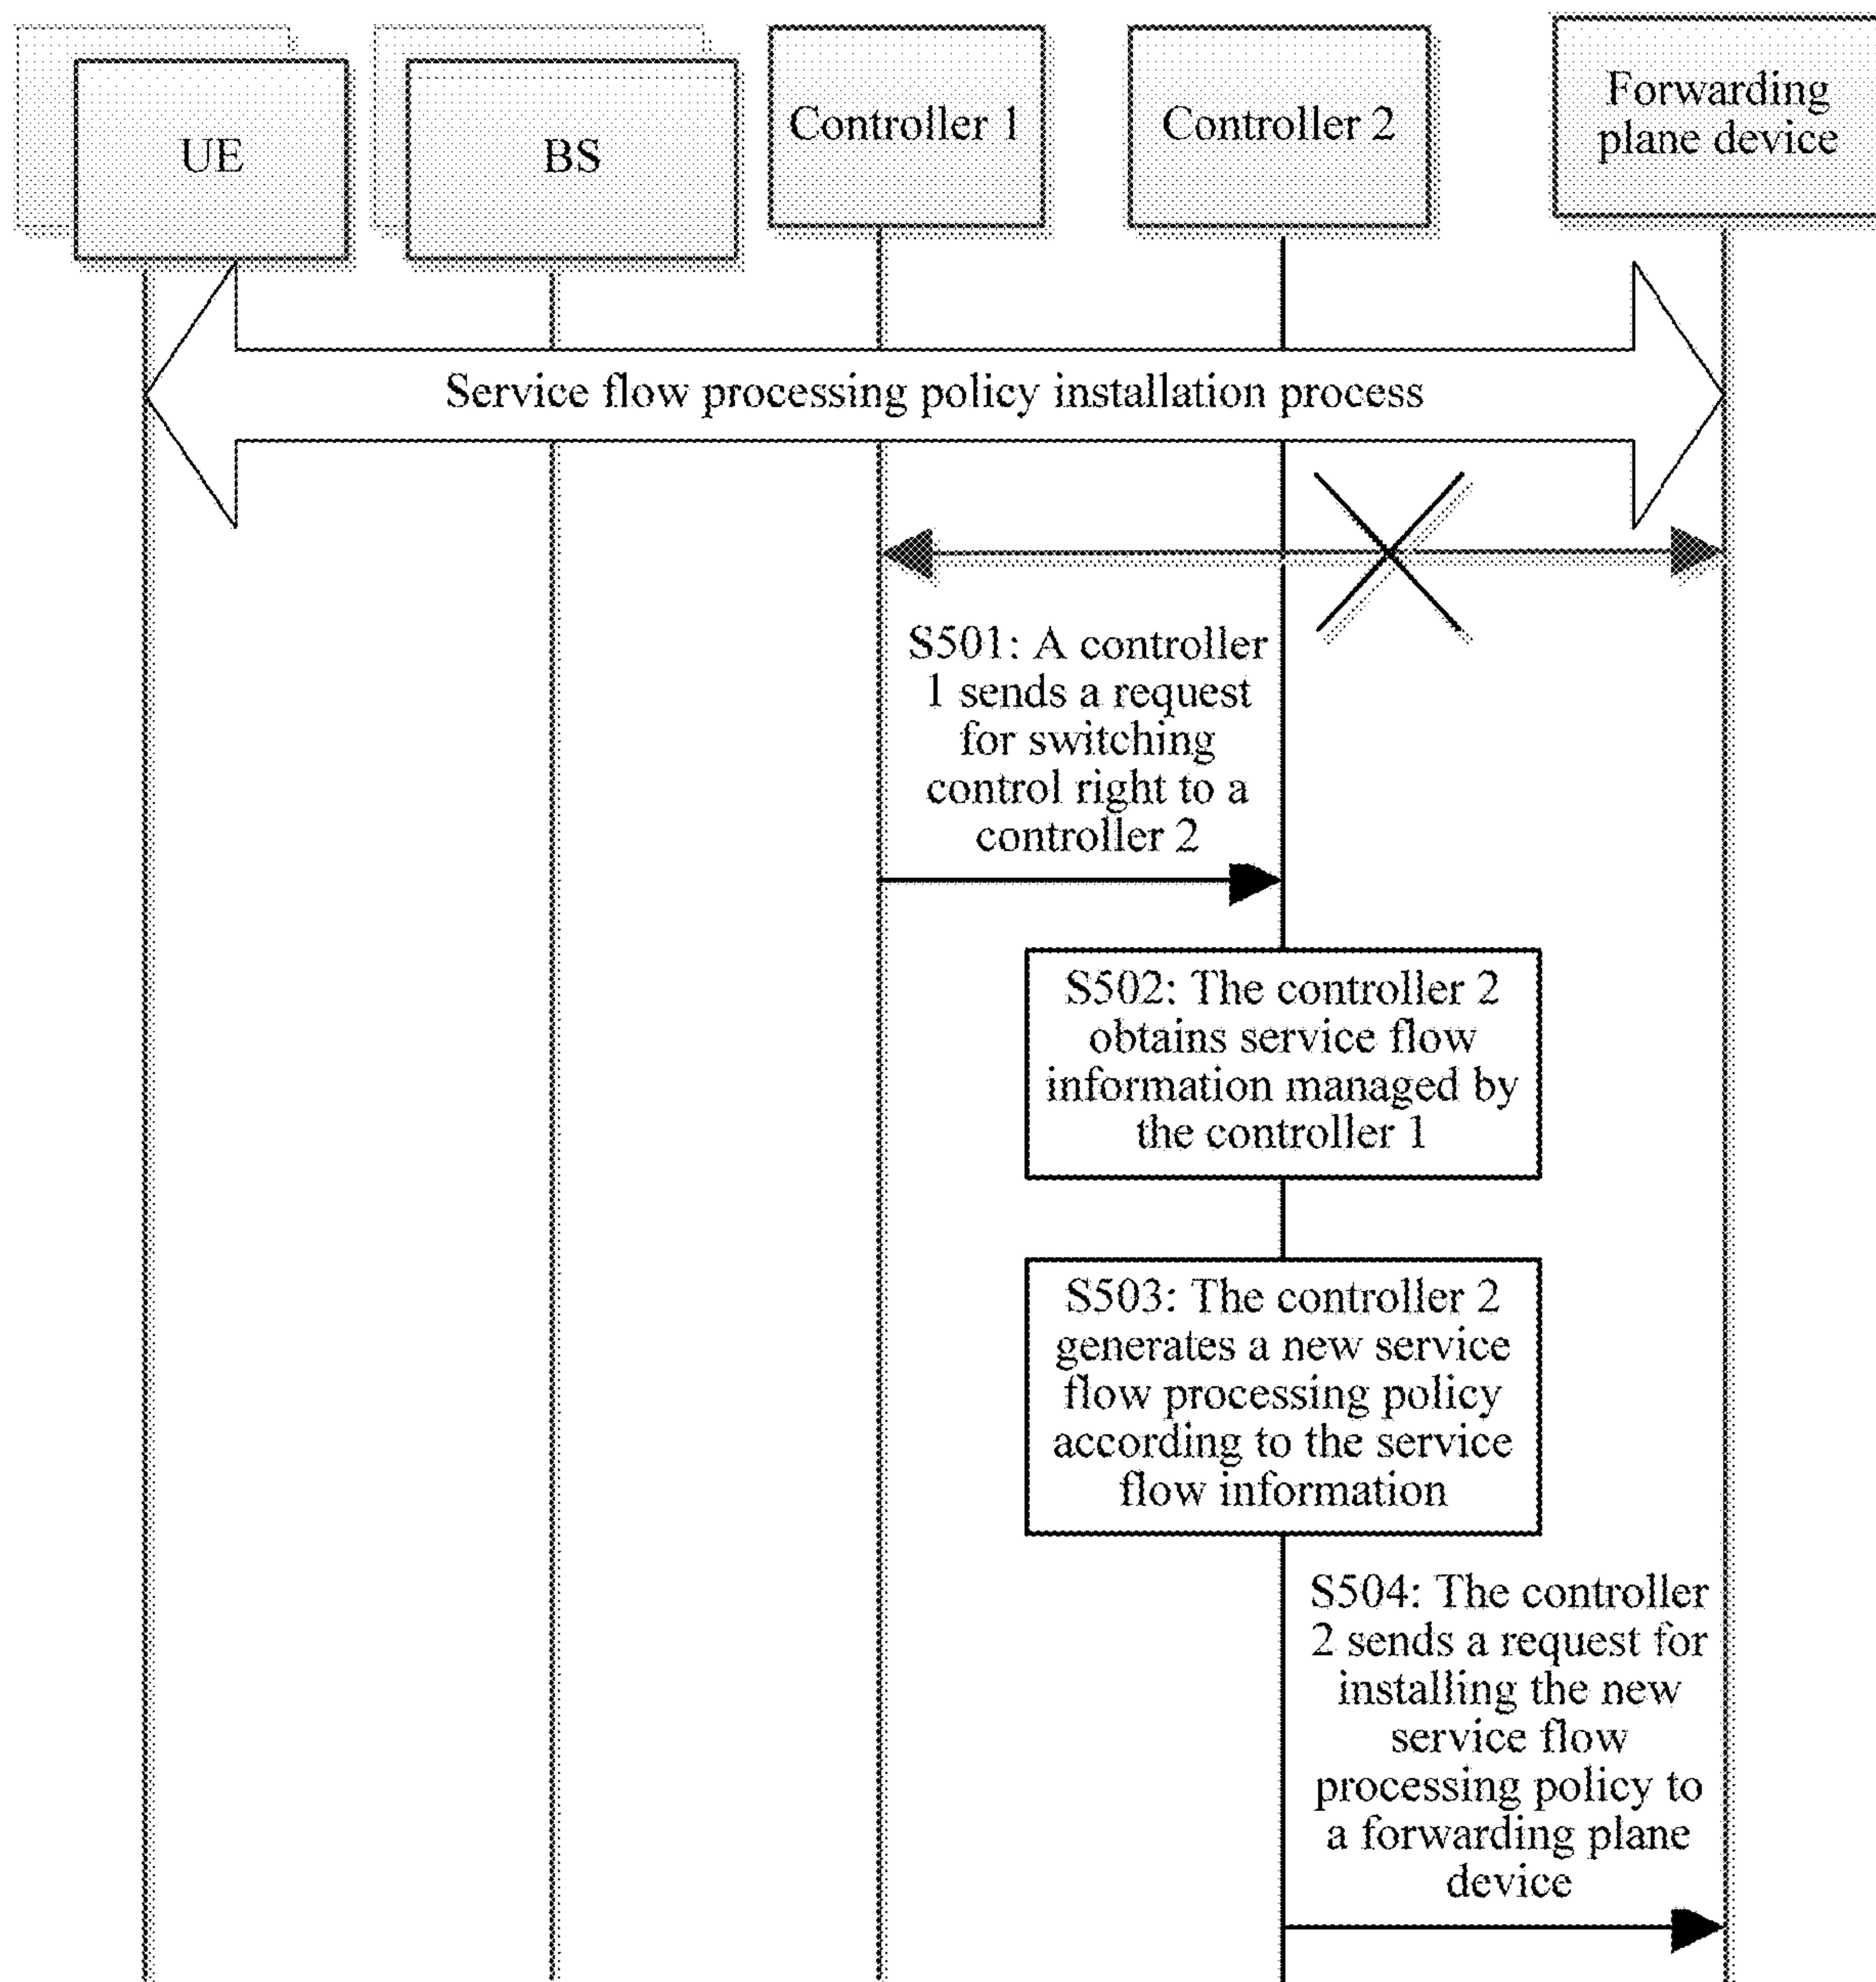 UE
BS
Controller 1
Controller 2
Forwarding
plane device
Service flow processing policy installation process
S501: A controller
1 sends a request
for switching
control right to a
controller 2
S502: The controller 2
obtains service flow
information managed by
the controller 1
S503: The controller 2
generates a new service
flow processing policy
according to the service
flow information
S504: The controller
2 sends a request for
installing the new
service flow
processing policy to
a forwarding plane
device